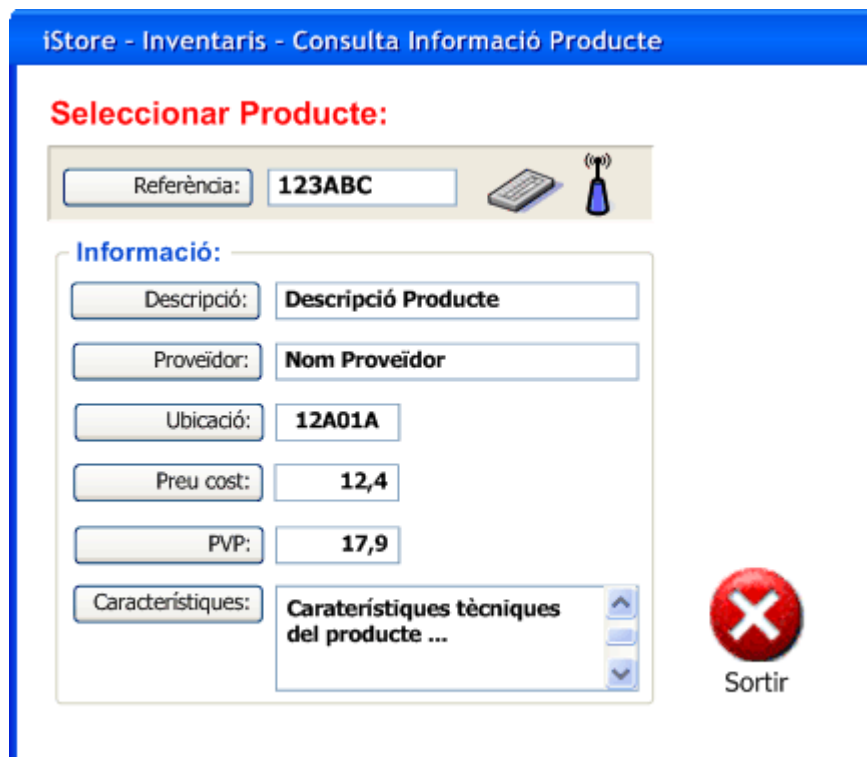 iStore - Inventaris - Consulta Informació Producte
Seleccionar Producte:
Referència: 123ABC
Informació:
Descripció: Descripció Producte
Proveïdor: Nom Proveïdor
Ubicació: 12A01A
Preu cost: 12,4
PVP: 17,9
Característiques: Caraterístiques tècniques
del producte ...
Sortir